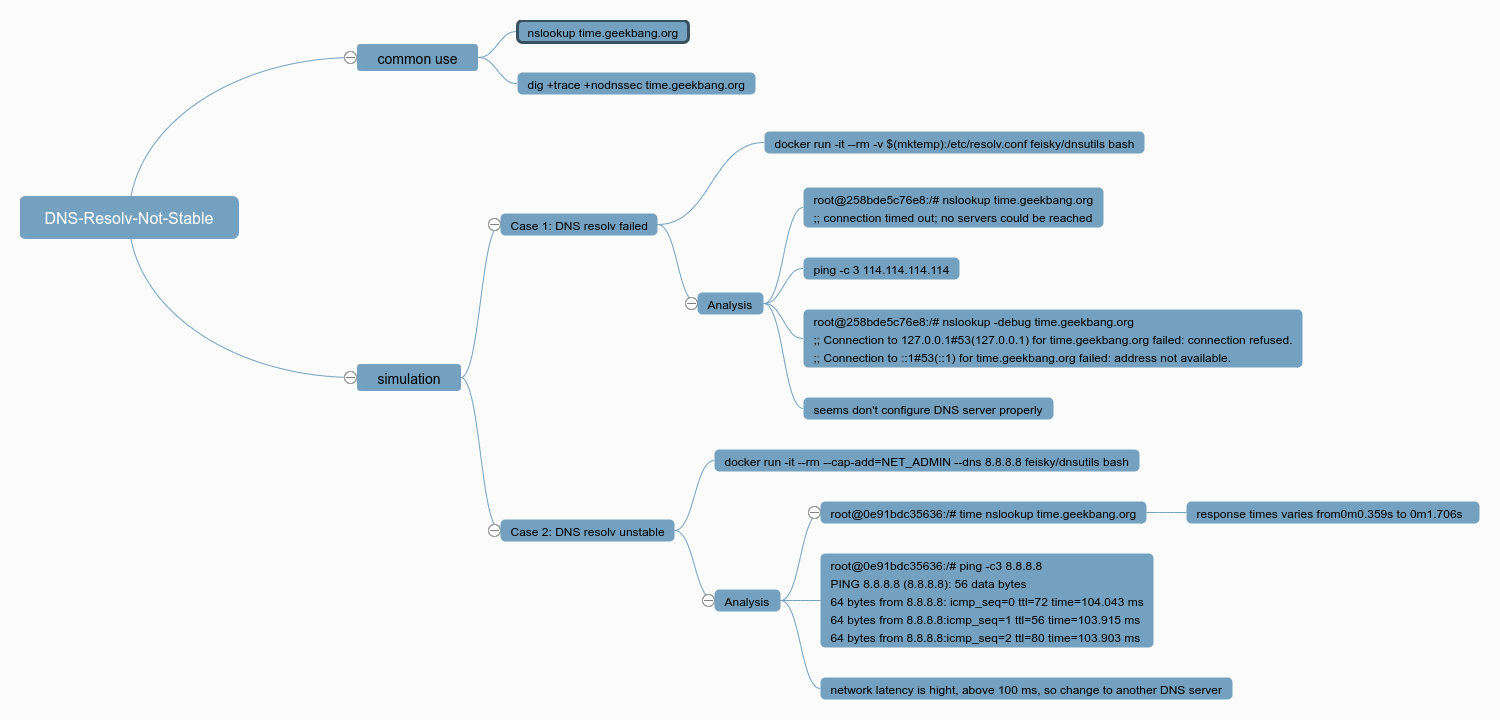 DNS-Resolv-Not-Stable
common use
nslookup time.geekbang.org
dig +trace +nodnssec time.geekbang.org
simulation
Case 1: DNS resolv failed
docker run -it --rm -v $(mktemp):/etc/resolv.conf feisky/dnsutils bash
Analysis
root@258bde5c76e8:/# nslookup time.geekbang.org
;; connection timed out; no servers could be reached
ping -c 3 114.114.114.114
root@258bde5c76e8:/# nslookup -debug time.geekbang.org
;; Connection to 127.0.0.1#53(127.0.0.1) for time.geekbang.org failed: connection refused.
;; Connection to ::1#53(::1) for time.geekbang.org failed: address not available.
seems don't configure DNS server properly
Case 2: DNS resolv unstable
docker run -it --rm --cap-add=NET_ADMIN --dns 8.8.8.8 feisky/dnsutils bash
Analysis
root@0e91bdc35636:/# time nslookup time.geekbang.org
response times varies from0m0.359s to 0m1.706s
root@0e91bdc35636:/# ping -c3 8.8.8.8
PING 8.8.8.8 (8.8.8.8): 56 data bytes
64 bytes from 8.8.8.8: icmp_seq=0 ttl=72 time=104.043 ms
64 bytes from 8.8.8.8:icmp_seq=1 ttl=56 time=103.915 ms
64 bytes from 8.8.8.8:icmp_seq=2 ttl=80 time=103.903 ms
network latency is hight, above 100 ms, so change to another DNS server